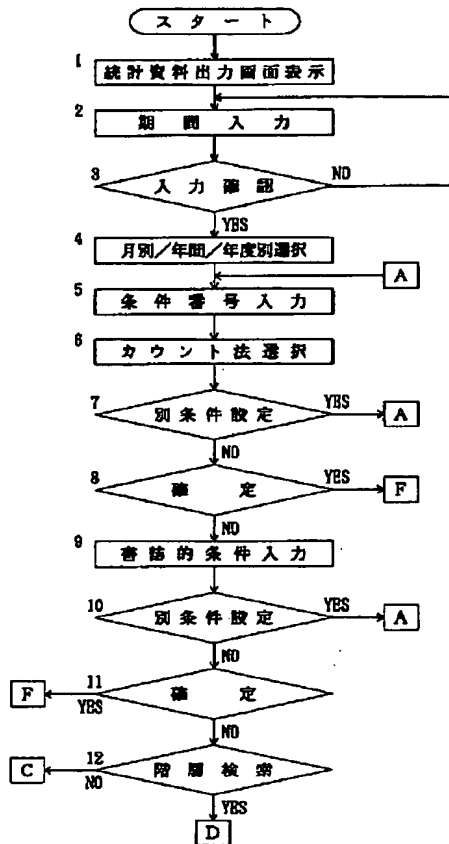 スタート
1
統計資料出力画面表示
2
期間入力
3
入力確認
NO
YES
4
月別/年間/年度別選択
A
5
条件番号入力
6
カウント法選択
7
別条件設定
YES
A
NO
8
確定
YES
F
NO
9
書誌的条件入力
10
別条件設定
YES
A
NO
11
確定
F
YES
NO
12
階層検索
C
NO
YES
D